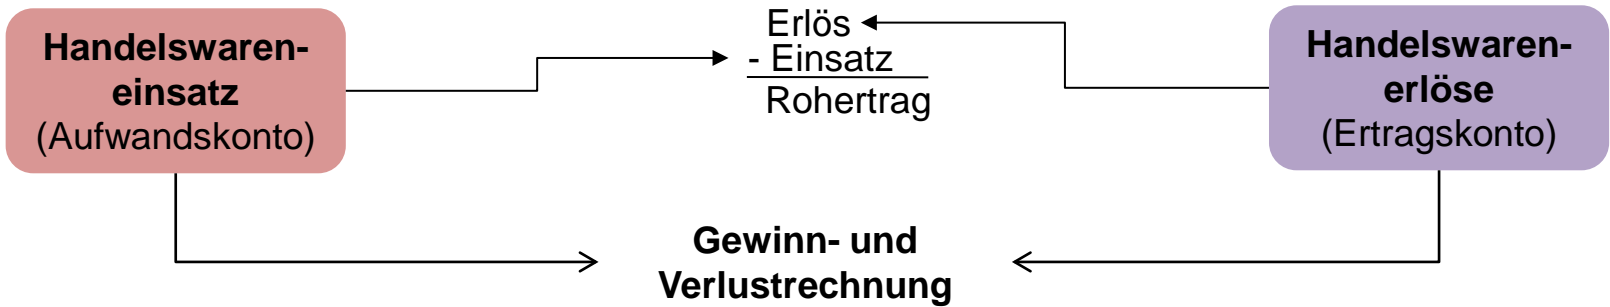 Handelswaren-
einsatz
(Aufwandskonto)
Erlös
- Einsatz
Rohertrag
Handelswaren-
erlöse
(Ertragskonto)
Gewinn- und
Verlustrechnung